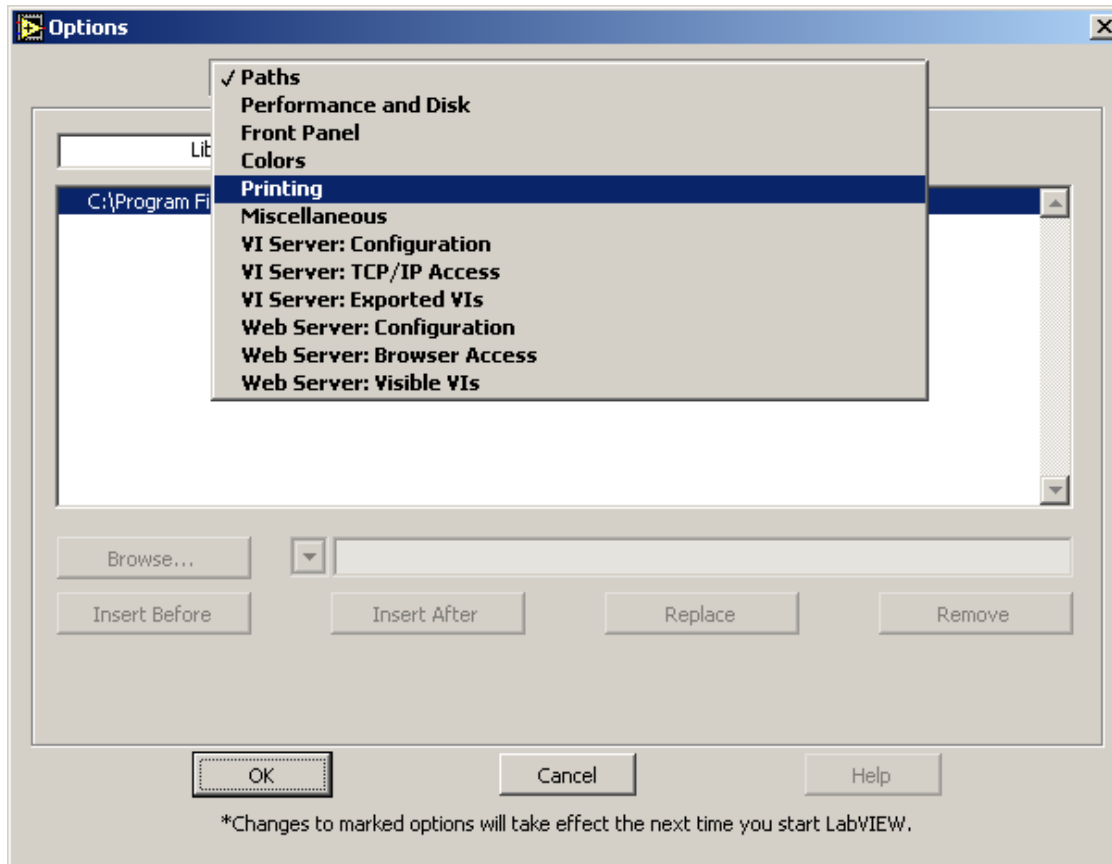 Options
✓ Paths
Performance and Disk
Front Panel
Colors
Printing
Miscellaneous
VI Server: Configuration
VI Server: TCP/IP Access
VI Server: Exported VIs
Web Server: Configuration
Web Server: Browser Access
Web Server: Visible VIs
Lib
C:\Program Fi
Browse...
Insert Before Insert After Replace Remove
OK Cancel Help
*Changes to marked options will take effect the next time you start LabVIEW.